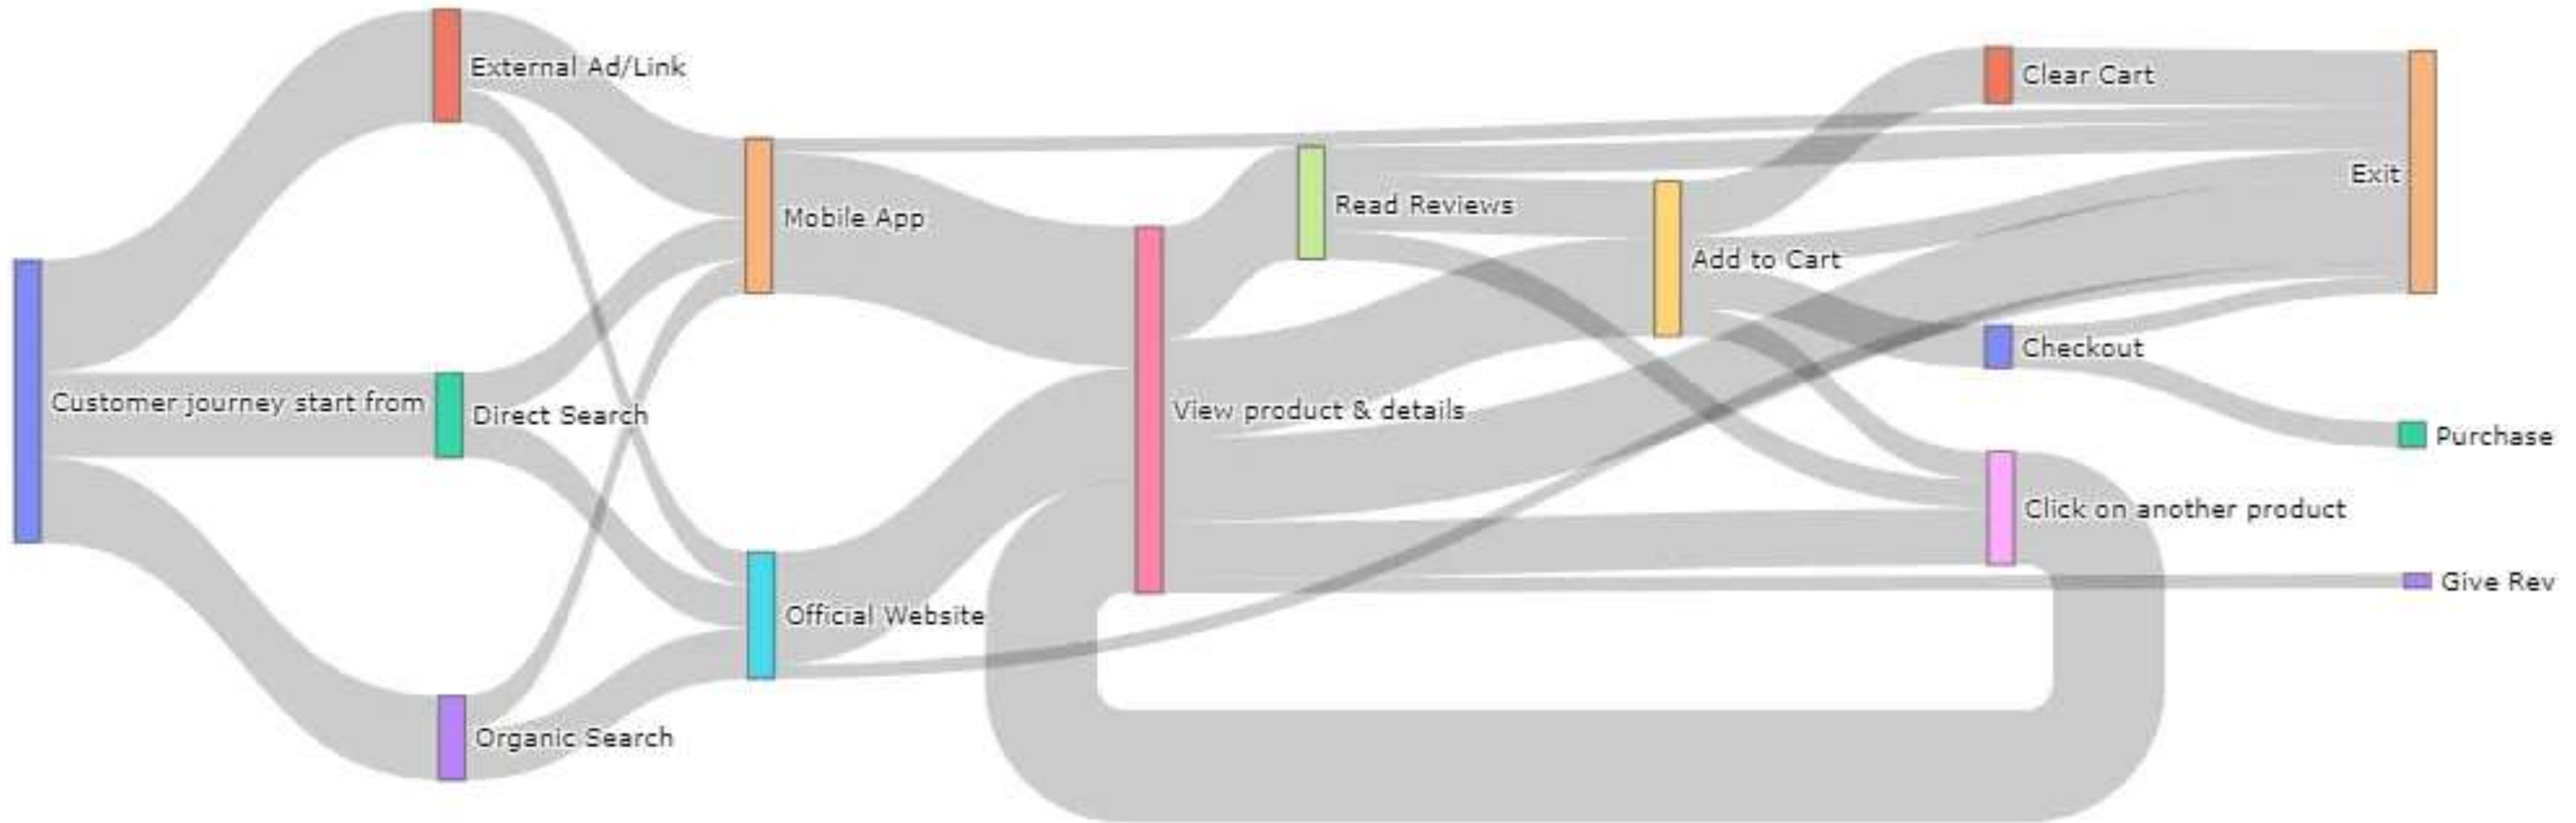 External Ad/Link
Clear Cart
Exit
Mobile App
Read Reviews
Add to Cart
Checkout
Customer journey start from
Direct Search
View product & details
Purchase
Click on another product
Give Rev
Official Website
Organic Search